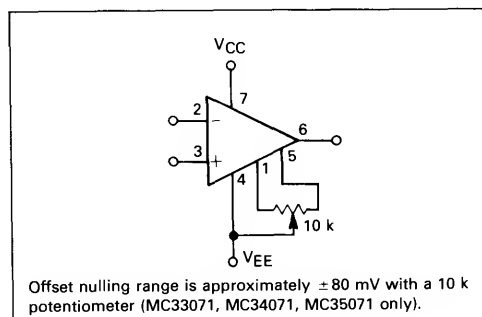 VCC
7
2
-
6
3
+
5
1
4
10 k
VEE
Offset nulling range is approximately ±80 mV with a 10 k
potentiometer (MC33071, MC34071, MC35071 only).